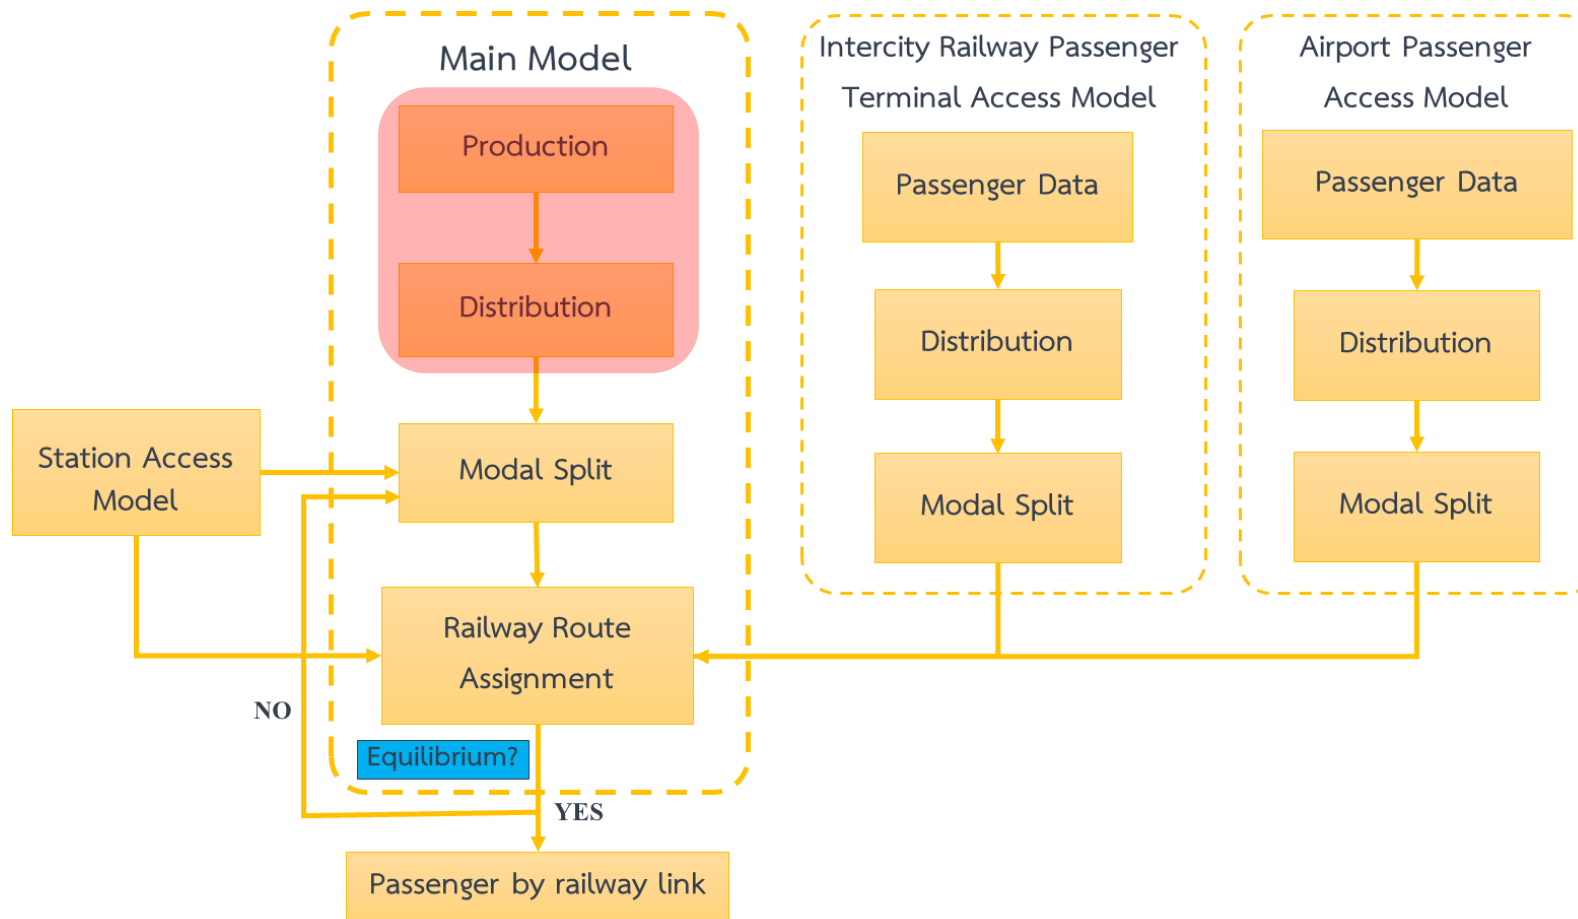 Main Model
Production
Distribution
Modal Split
Railway Route
Assignment
Equilibrium?
NO
YES
Passenger by railway link
Station Access
Model
Intercity Railway Passenger
Terminal Access Model
Passenger Data
Distribution
Modal Split
Airport Passenger
Access Model
Passenger Data
Distribution
Modal Split